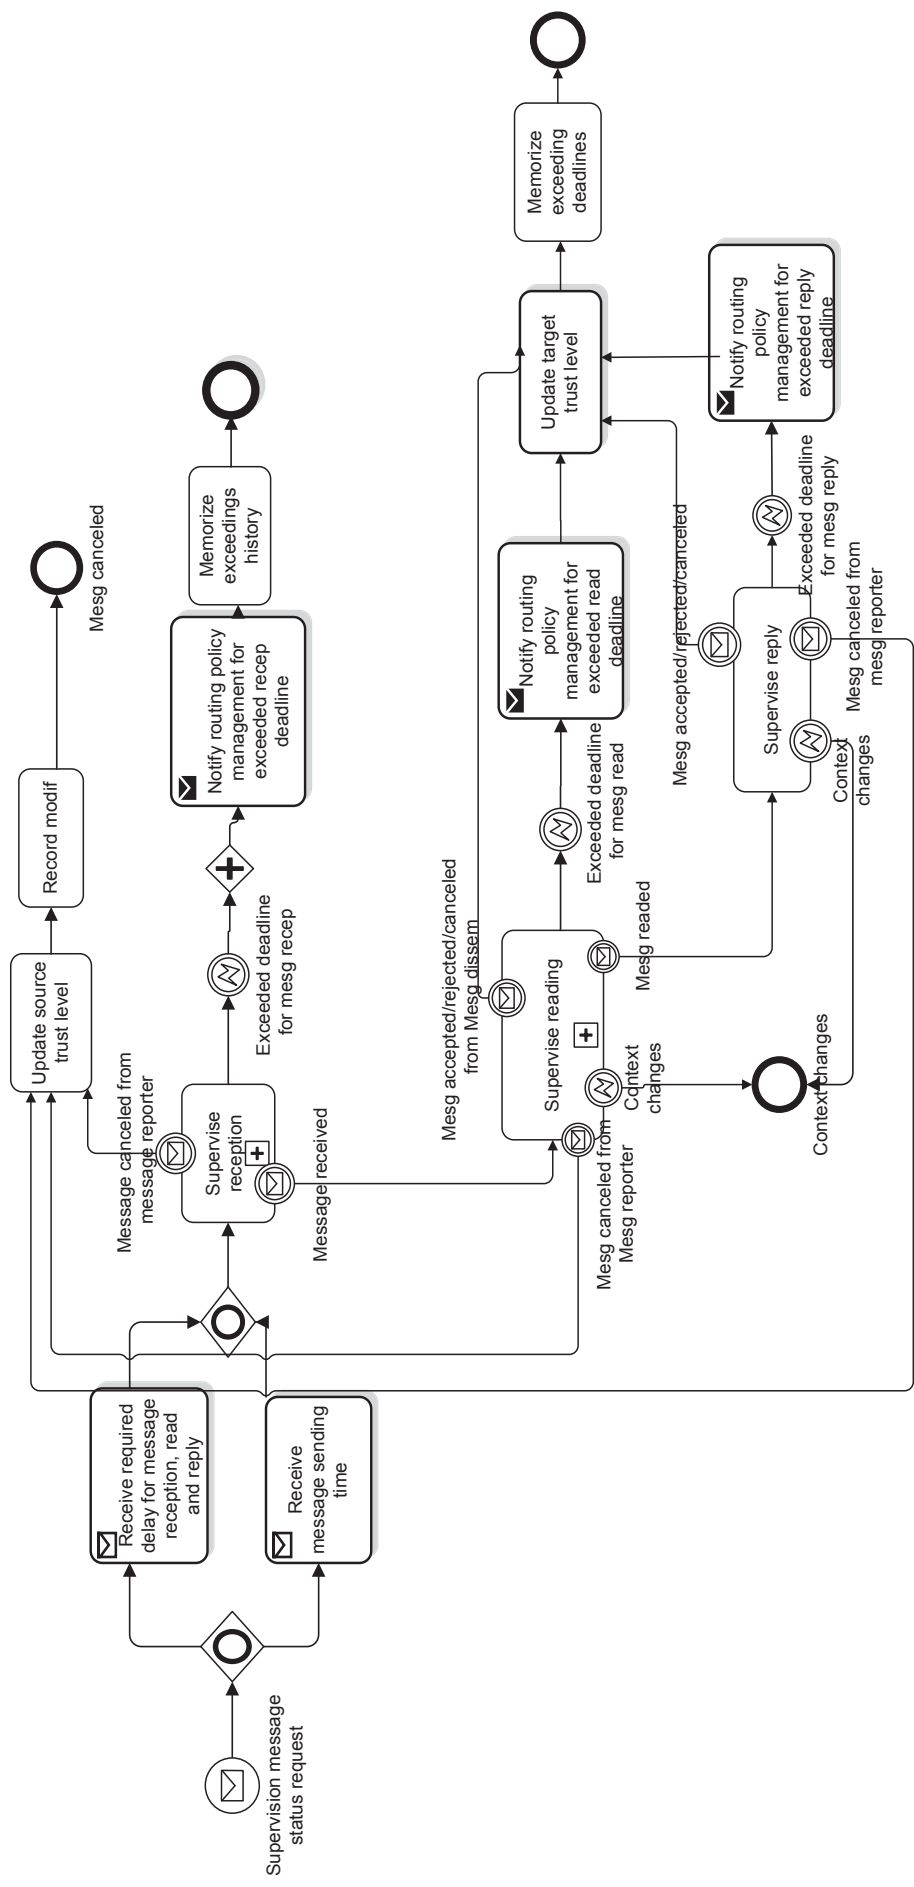 Supervision message
status request
Receive required
delay for message
reception, read
and reply
Receive
message sending
time
Message canceled from
message reporter
Supervise
reception
Message received
Update source
trust level
Record modif
Mesg canceled
Exceeded deadline
for mesg recep
Notify routing policy
management for
exceeded recep
deadline
Memorize
exceedings
history
Mesg accepted/rejected/canceled
from Mesg dissem
Supervise reading
Mesg canceled from
Mesg reporter
Context
changes
Mesg readed
Exceeded deadline
for mesg read
Notify routing
policy
management for
exceeded read
deadline
Update target
trust level
Memorize
exceeding
deadlines
Mesg accepted/rejected/canceled
Supervise reply
Context
changes
Mesg canceled from
mesg reporter
Exceeded deadline
for mesg reply
Notify routing
policy
management for
exceeded reply
deadline
Context changes